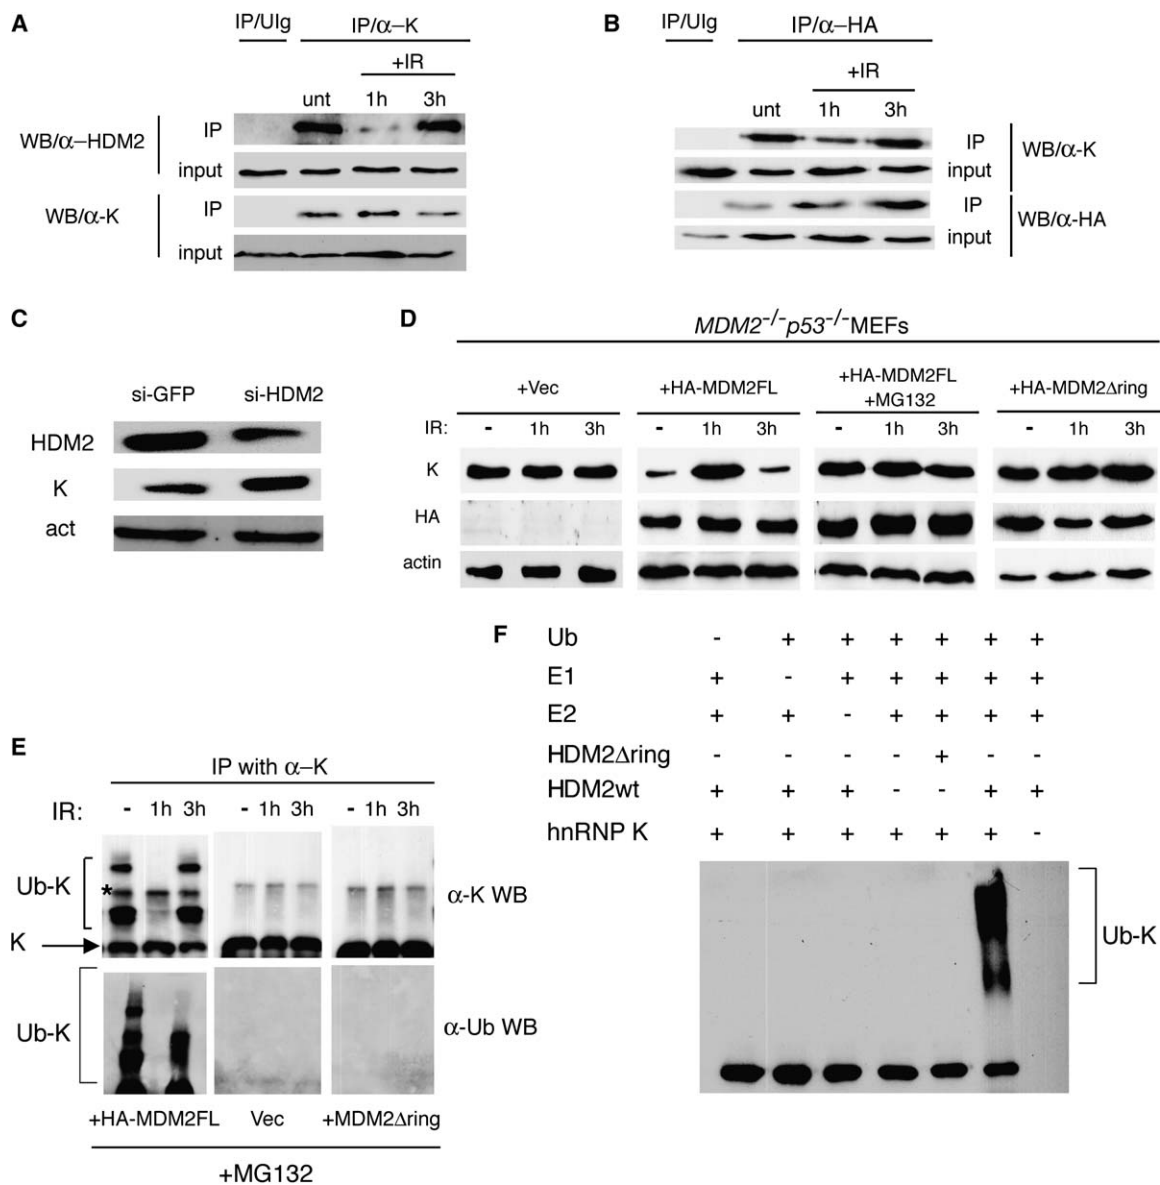 A
IP/UIg IP/α–K
+IR
unt 1h 3h
WB/α–HDM2 IP
input
WB/α-K IP
input
B
IP/UIg IP/α–HA
+IR
unt 1h 3h
IP WB/α-K
input
IP WB/α-HA
input
C
si-GFP si-HDM2
HDM2
K
act
D
MDM2-/-p53-/-MEFs
+Vec +HA-MDM2FL +HA-MDM2FL +MG132 +HA-MDM2Δring
IR: - 1h 3h - 1h 3h - 1h 3h - 1h 3h
K
HA
actin
E
IP with α–K
IR: - 1h 3h - 1h 3h - 1h 3h
Ub-K * α-K WB
K
Ub-K α-Ub WB
+HA-MDM2FL Vec +MDM2Δring
+MG132
F
Ub - + + + + + +
E1 + - + + + + +
E2 + + - + + + +
HDM2Δring - - - - + - -
HDM2wt + + + - - + +
hnRNP K + + + + + + -
Ub-K